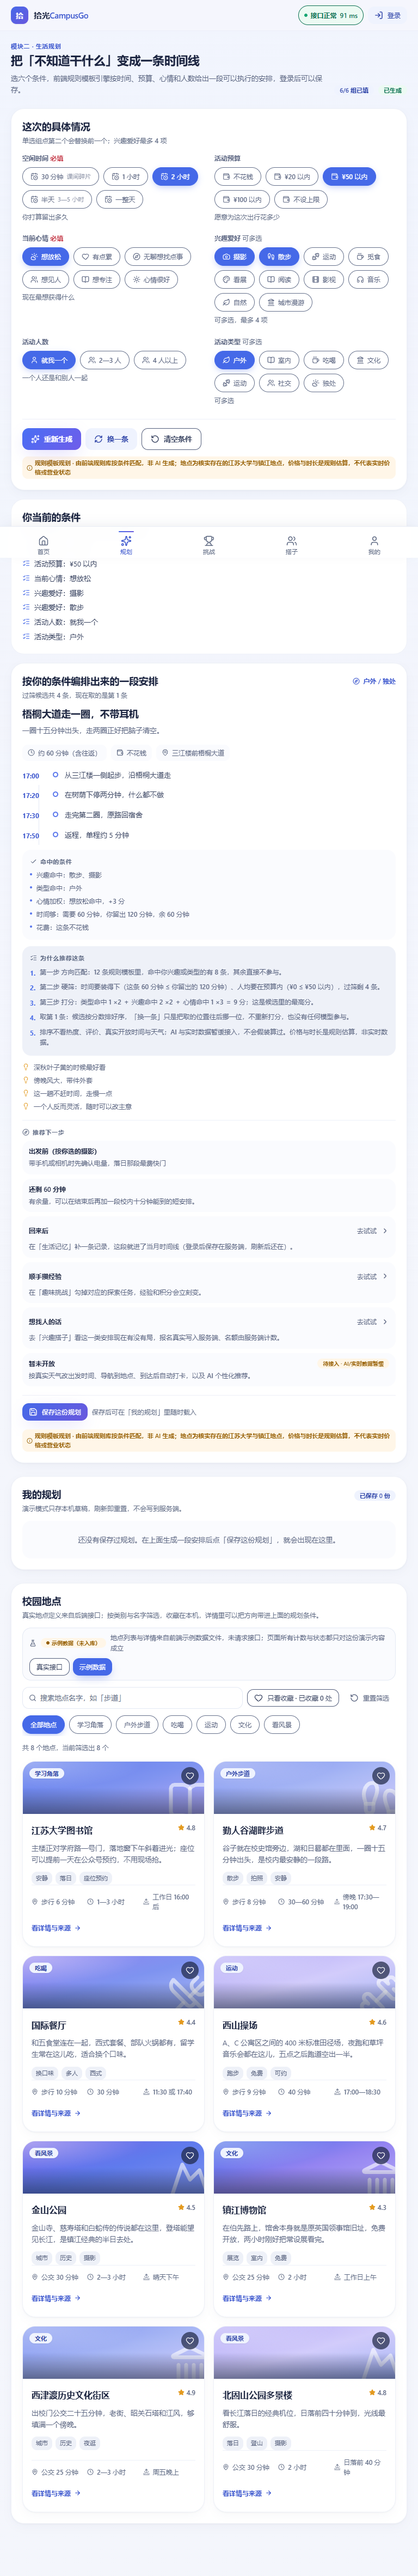 拾 拾光CampusGo
接口正常 91 ms
登录
模块二 · 生活规划
把「不知道干什么」变成一条时间线
选六个条件，前端规则模板引擎按时间、预算、心情和人数给出一段可以执行的安排，登录后可以保存。
6/6 组已填
已生成
这次的具体情况
单选组点第二个会替换前一个；兴趣爱好最多 4 项
空闲时间 必填
30 分钟 课间碎片
1 小时
2 小时
半天 3—5 小时
一整天
你打算留出多久
活动预算
不花钱
¥20 以内
¥50 以内
¥100 以内
不设上限
愿意为这次出行花多少
当前心情 必填
想放松
有点累
无聊想找点事
想见人
想专注
心情很好
现在最想获得什么
兴趣爱好 可多选
摄影
散步
运动
觅食
看展
阅读
影视
音乐
自然
城市漫游
可多选，最多 4 项
活动人数
就我一个
2—3 人
4 人以上
一个人还是和别人一起
活动类型 可多选
户外
室内
吃喝
文化
运动
社交
独处
可多选
重新生成
换一条
清空条件
规则模板规划 · 由前端规则库按条件匹配，非 AI 生成；地点为核实存在的江苏大学与镇江地点，价格与时长是规则估算，不代表实时价格或营业状态
你当前的条件
首页
规划
挑战
搭子
我的
活动预算：¥50 以内
当前心情：想放松
兴趣爱好：摄影
兴趣爱好：散步
活动人数：就我一个
活动类型：户外
按你的条件编排出来的一段安排
户外 / 独处
过筛候选共 4 条，现在取的是第 1 条
梧桐大道走一圈，不带耳机
一圈十五分钟出头，走两圈正好把脑子清空。
约 60 分钟（含往返）
不花钱
三江楼前梧桐大道
17:00 从三江楼一侧起步，沿梧桐大道走
17:20 在树荫下停两分钟，什么都不做
17:30 走完第二圈，原路回宿舍
17:50 返程，单程约 5 分钟
命中的条件
兴趣命中：散步、摄影
类型命中：户外
心情加权：想放松命中，+3 分
时间够：需要 60 分钟，你留出 120 分钟，余 60 分钟
花费：这条不花钱
为什么推荐这条
1. 第一步 方向匹配：12 条规则模板里，命中你兴趣或类型的有 8 条，其余直接不参与。
2. 第二步 硬筛：时间要装得下（这条 60 分钟 ≤ 你留出的 120 分钟），人均要在预算内（¥0 ≤ ¥50 以内），过筛剩 4 条。
3. 第三步 打分：类型命中 1 ×2 ＋ 兴趣命中 2 ×2 ＋ 心情命中 1 ×3 ＝ 9 分；这是候选里的最高分。
4. 取第 1 条：候选按分数排好序，「换一条」只是把取的位置往后挪一位，不重新打分，也没有任何模型参与。
5. 排序不看热度、评价、真实开放时间与天气；AI 与实时数据暂缓接入，不会假装算过。价格与时长是规则估算，非实时数据。
深秋叶子黄的时候最好看
傍晚风大，带件外套
这一趟不赶时间，走慢一点
一个人反而灵活，随时可以改主意
推荐下一步
出发前（按你选的摄影）
带手机或相机时先确认电量，落日那段最费快门
还剩 60 分钟
有余量，可以在结束后再加一段校内十分钟能到的短安排。
回来后
去试试
在「生活记忆」补一条记录，这段就进了当月时间线（登录后保存在服务端，刷新后还在）。
顺手攒经验
去试试
在「趣味挑战」勾掉对应的探索任务，经验和积分会立刻变。
想找人的话
去试试
去「兴趣搭子」看这一类安排现在有没有局，报名真实写入服务端，名额由服务端计数。
暂未开放
待接入 · AI/实时数据暂缓
按真实天气改出发时间、导航到地点、到达后自动打卡，以及 AI 个性化推荐。
保存这份规划
保存后可在「我的规划」里随时载入
规则模板规划 · 由前端规则库按条件匹配，非 AI 生成；地点为核实存在的江苏大学与镇江地点，价格与时长是规则估算，不代表实时价格或营业状态
我的规划
已保存 0 份
演示模式只存本机草稿，刷新即重置，不会写到服务端。
还没有保存过规划。在上面生成一段安排后点「保存这份规划」，就会出现在这里。
校园地点
真实地点定义来自后端接口；按类别与名字筛选，收藏在本机，详情里可以把方向带进上面的规划条件。
示例数据（未入库）
地点列表与详情来自前端示例数据文件，未请求接口；页面所有计数与状态都只对这份演示内容成立
真实接口
示例数据
搜索地点名字，如「步道」
只看收藏 · 已收藏 0 处
重置筛选
全部地点
学习角落
户外步道
吃喝
运动
文化
看风景
共 8 个地点，当前筛选出 8 个
学习角落
江苏大学图书馆
4.8
主楼正对学府路一号门，落地窗下午斜着进光；座位可以提前一天在公众号预约，不用现场抢。
安静
落日
座位预约
步行 6 分钟
1—3 小时
工作日 16:00 后
看详情与来源
户外步道
勤人谷湖畔步道
4.7
谷子就在校史馆旁边，湖和日晷都在里面，一圈十五分钟出头，是校内最安静的一段路。
散步
拍照
安静
步行 8 分钟
30—60 分钟
傍晚 17:30—19:00
看详情与来源
吃喝
国际餐厅
4.4
和五食堂连在一起，西式套餐、部队火锅都有，留学生常在这儿吃，适合换个口味。
换口味
多人
西式
步行 10 分钟
30 分钟
11:30 或 17:40
看详情与来源
运动
西山操场
4.6
A、C 公寓区之间的 400 米标准田径场，夜跑和草坪音乐会都在这儿，五点之后跑道空出一半。
跑步
免费
可约
步行 9 分钟
40 分钟
17:00—18:30
看详情与来源
看风景
金山公园
4.5
金山寺、慈寿塔和白蛇传的传说都在这里，登塔能望见长江，是镇江经典的半日去处。
城市
历史
摄影
公交 30 分钟
2—3 小时
晴天下午
看详情与来源
文化
镇江博物馆
4.3
在伯先路上，馆舍本身就是原英国领事馆旧址，免费开放，两小时刚好把常设展看完。
展览
室内
免费
公交 25 分钟
2 小时
工作日上午
看详情与来源
文化
西津渡历史文化街区
4.9
出校门公交二十五分钟，老街、昭关石塔和江风，够填满一个傍晚。
城市
历史
夜逛
公交 25 分钟
2—3 小时
周五晚上
看详情与来源
看风景
北固山公园多景楼
4.8
看长江落日的经典机位，日落前四十分钟到，光线最舒服。
落日
登山
摄影
公交 30 分钟
2 小时
日落前 40 分钟
看详情与来源